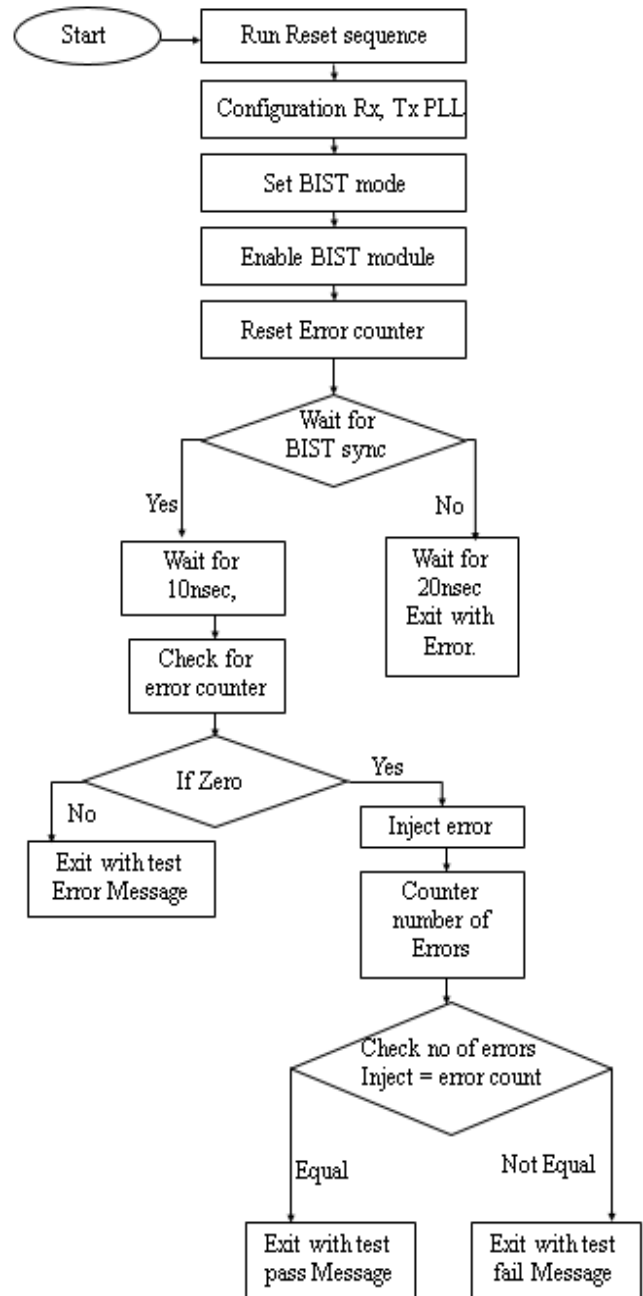 Start
Run Reset sequence
Configuration Rx, Tx PLL
Set BIST mode
Enable BIST module
Reset Error counter
Wait for
BIST sync
Yes
No
Wait for
10nsec,
Wait for
20nsec
Exit with
Error.
Check for
error counter
If Zero
Yes
No
Inject error
Exit with test
Error Message
Counter
number of
Errors
Check no of errors
Inject = error count
Equal
Not Equal
Exit with test
pass Message
Exit with test
fail Message